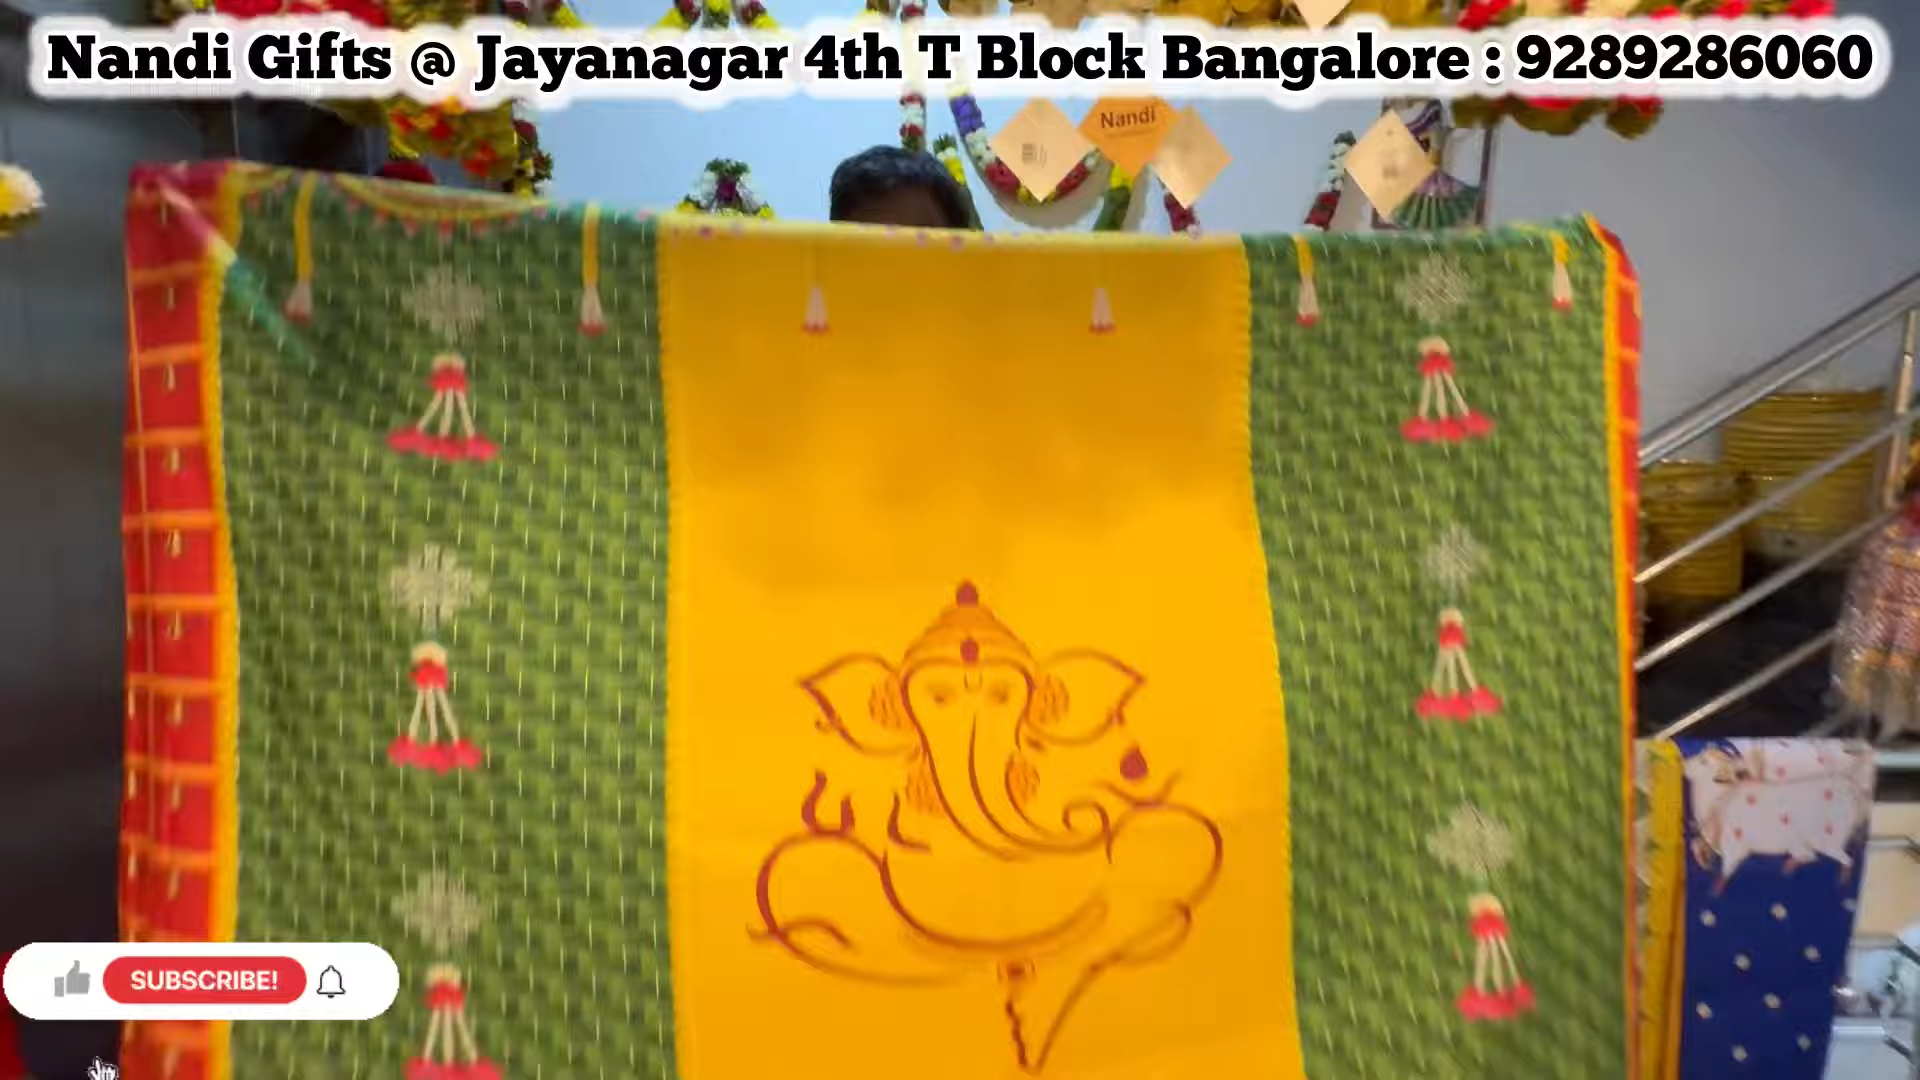 Nandi Gifts @ Jayanagar 4th T Block Bangalore : 9289286060
Nandi
SUBSCRIBE!